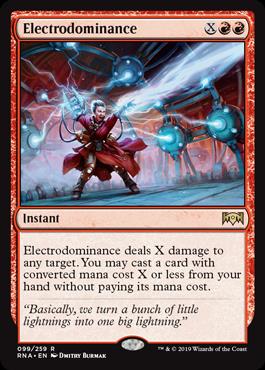 Electrodominance X
Instant
Electrodominance deals X damage to
any target. You may cast a card with
converted mana cost X or less from your
hand without paying its mana cost.
“Basically, we turn a bunch of little
lightnings into one big lightning.”
099/259 R
RNA • EN DMITRY BURMAK
™ & © 2019 Wizards of the Coast